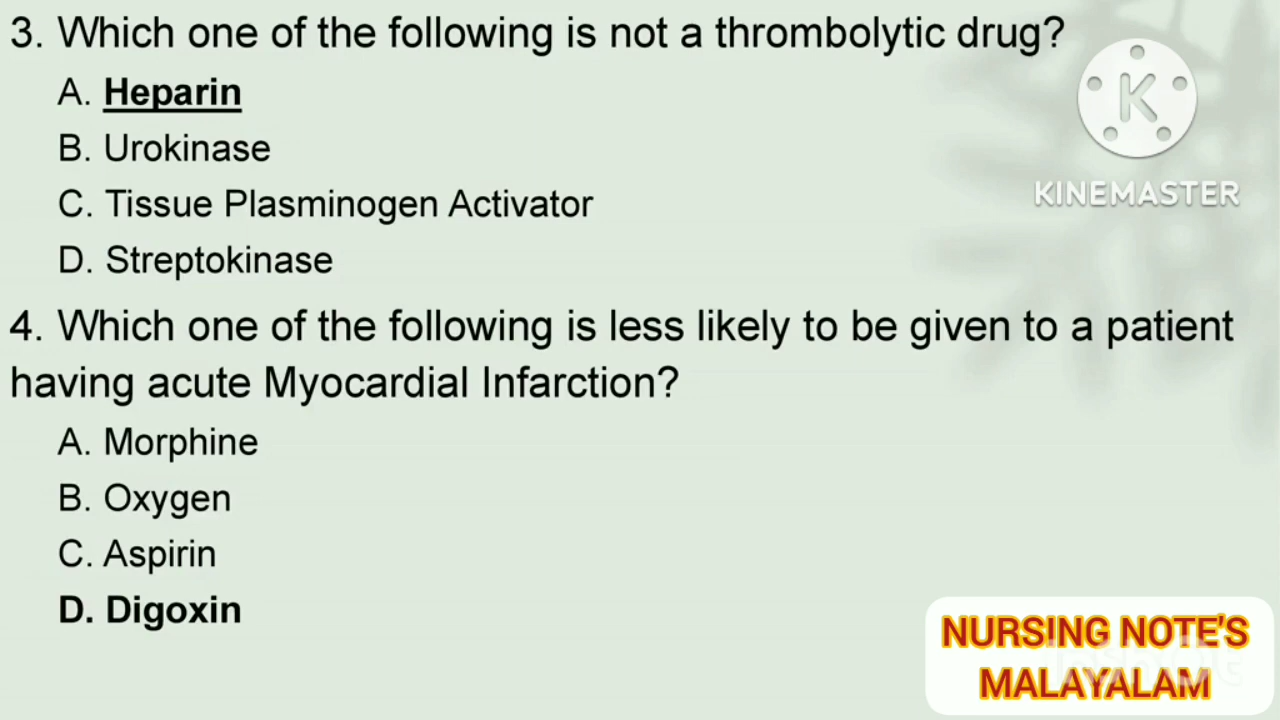 3. Which one of the following is not a thrombolytic drug?
A. Heparin
B. Urokinase
C. Tissue Plasminogen Activator
D. Streptokinase
4. Which one of the following is less likely to be given to a patient
having acute Myocardial Infarction?
A. Morphine
B. Oxygen
C. Aspirin
D. Digoxin
K
KINEMASTER
NURSING NOTE'S
MALAYALAM